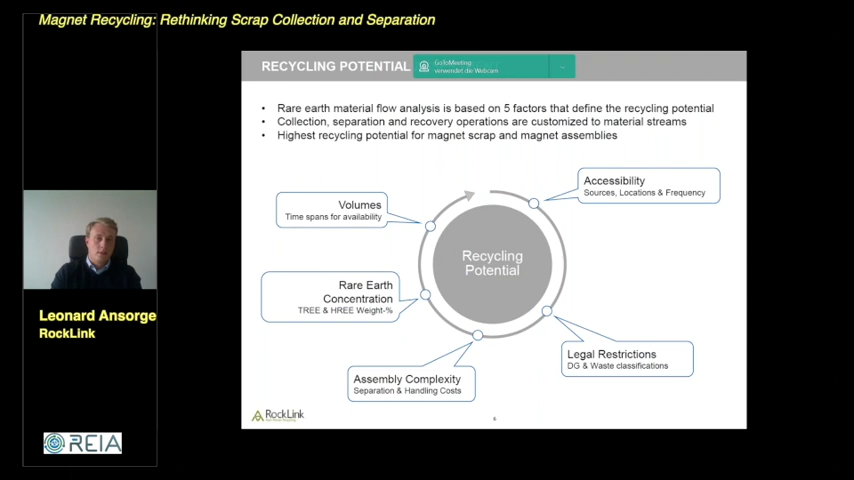 Magnet Recycling: Rethinking Scrap Collection and Separation
RECYCLING POTENTIAL
GoToMeeting
verwendet die Webcam
• Rare earth material flow analysis is based on 5 factors that define the recycling potential
• Collection, separation and recovery operations are customized to material streams
• Highest recycling potential for magnet scrap and magnet assemblies
Accessibility
Sources, Locations & Frequency
Volumes
Time spans for availability
Recycling
Potential
Rare Earth
Concentration
TREE & HREE Weight-%
Legal Restrictions
DG & Waste classifications
Assembly Complexity
Separation & Handling Costs
Leonard Ansorge
RockLink
RockLink
6
REIA